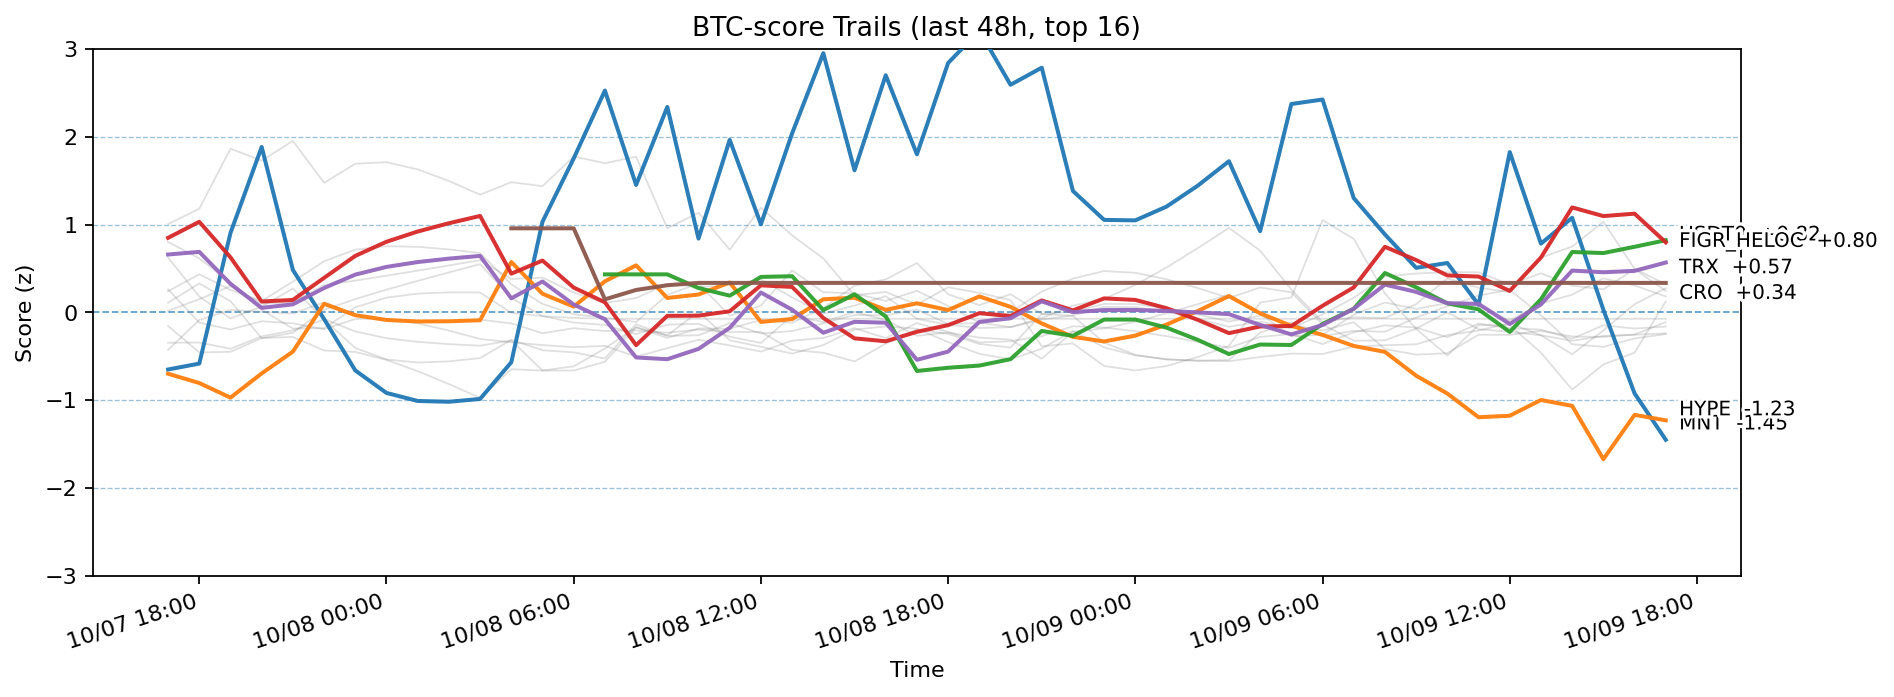 BTC-score Trails (last 48h, top 16)
Score (z)
3
2
1
0
−1
−2
−3
FIGR_HELOC +0.80
TRX +0.57
CRO +0.34
HYPE -1.23
MNT -1.45
10/07 18:00
10/08 00:00
10/08 06:00
10/08 12:00
10/08 18:00
10/09 00:00
10/09 06:00
10/09 12:00
10/09 18:00
Time